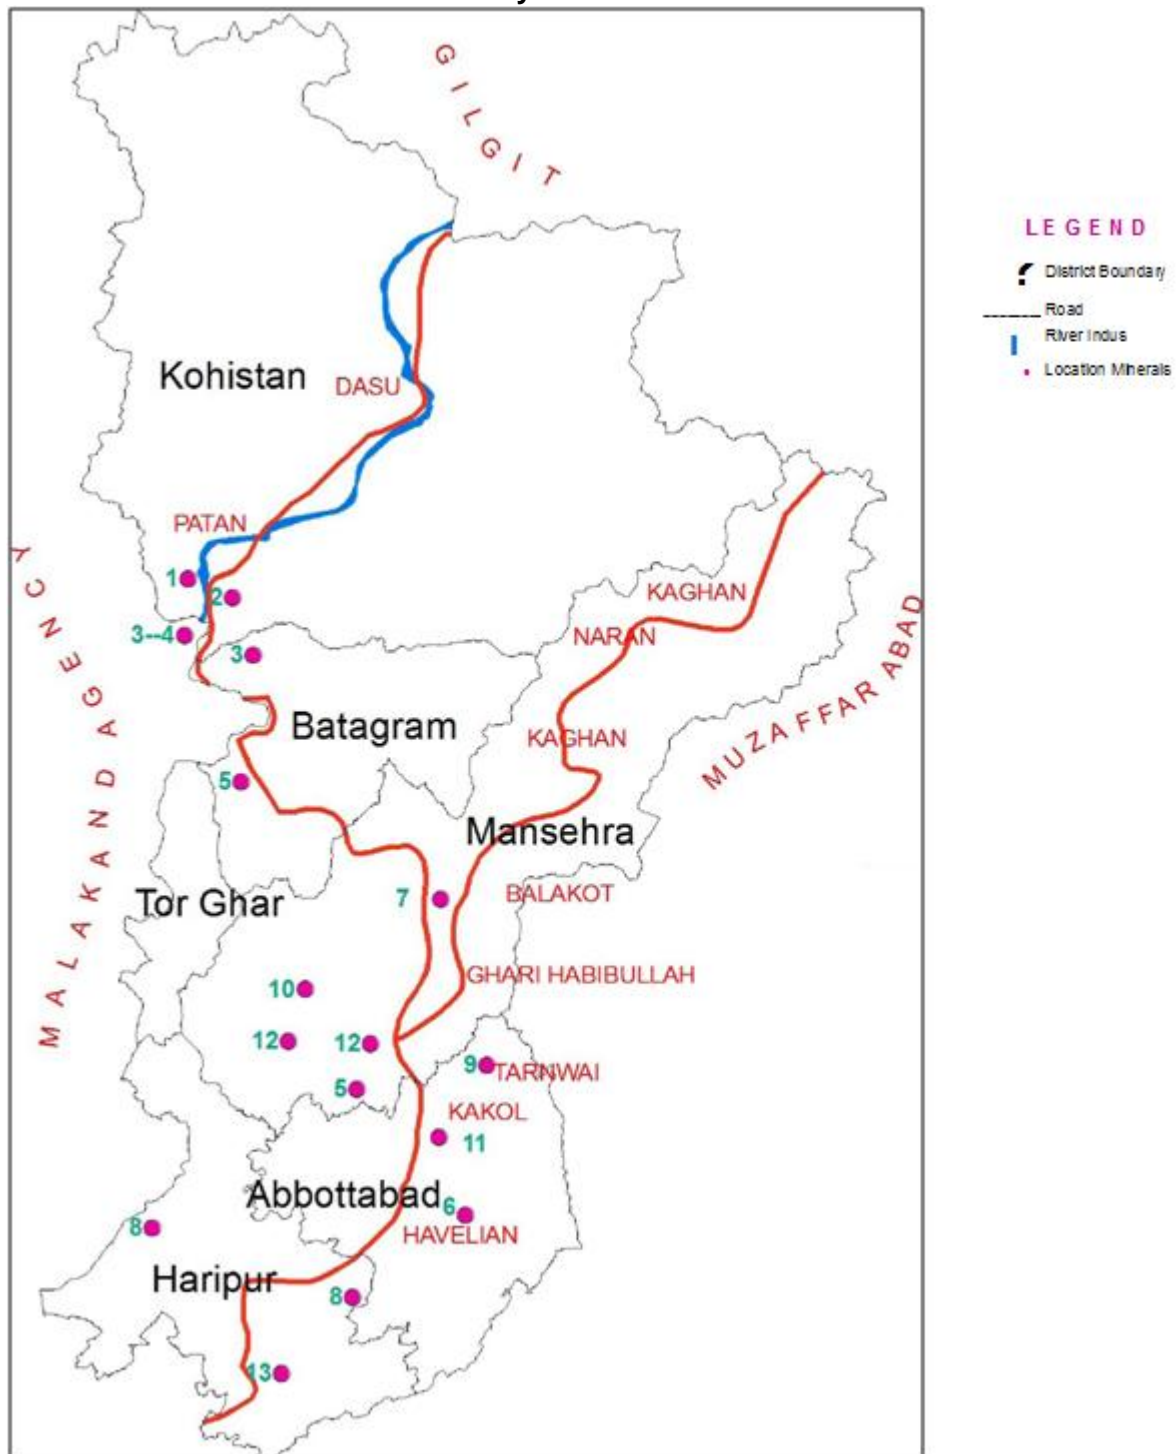 y
GILGIT
LEGEND
District Boundary
Road
River Indus
Location Minerals
Kohistan
DASU
PATAN
1
2
3--4
3
KAGHAN
NARAN
MALAKAND AGENCY
MUZAFFARABAD
Batagram
KAGHAN
5
Mansehra
7
BALAKOT
Tor Ghar
GHARI HABIBULLAH
10
12
12
9
TARNWAI
5
KAKOL
11
Abbottabad
6
8
HAVELIAN
Haripur
8
13